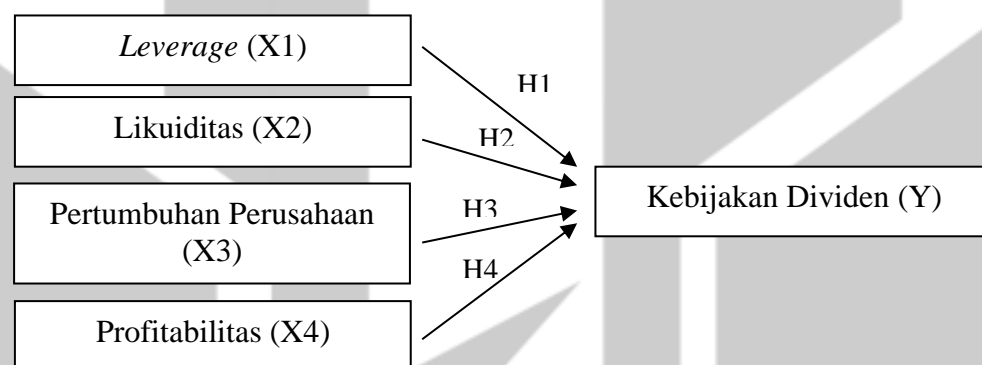 Leverage (X1)
H1
Likuiditas (X2)
H2
Kebijakan Dividen (Y)
Pertumbuhan Perusahaan
(X3)
H3
H4
Profitabilitas (X4)